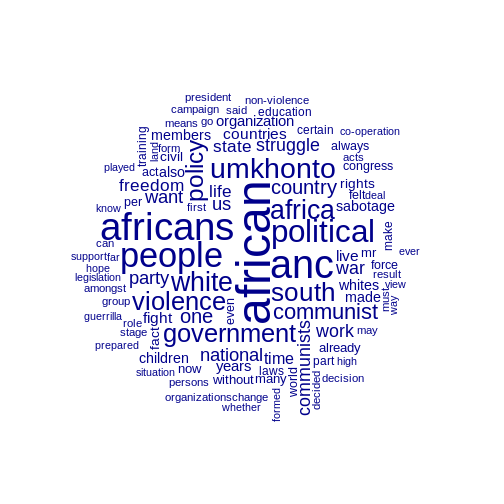 president
non-violence
campaign said education
means go organization
certain co-operation
training
members countries
land form
civil state struggle always
acts
played act also policy umkhonto congress
freedom life country rights
felt deal
know per want us africa sabotage
first
africans african political make
can people anc live mr ever
support far
hope white war force
legislation result
amongst party south whites view
group violence even made must way
guerrilla one communist
role fight
stage fact government work may
prepared national already
children years time part high
situation now laws
persons without many world communists decision
organizations change decided
whether formed